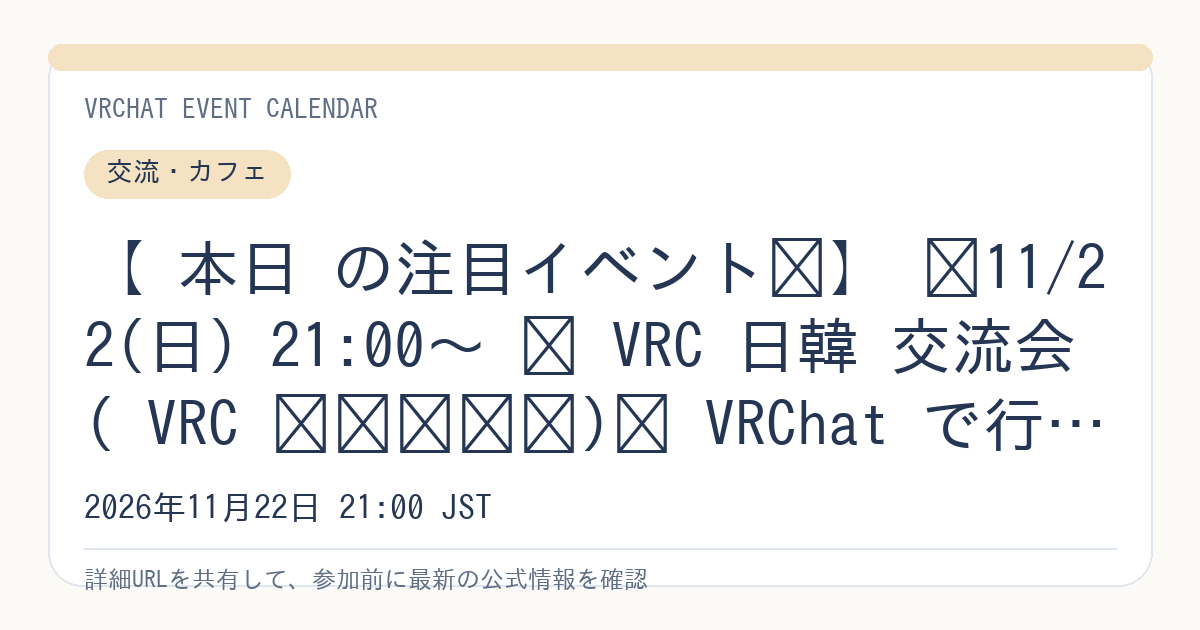 VRCHAT EVENT CALENDAR
交流・カフェ
【 本日 の注目イベント】 11/2
2(日) 21:00〜 VRC 日韓 交流会
( VRC ) VRChat で行…
2026年11月22日 21:00 JST
詳細URLを共有して、参加前に最新の公式情報を確認